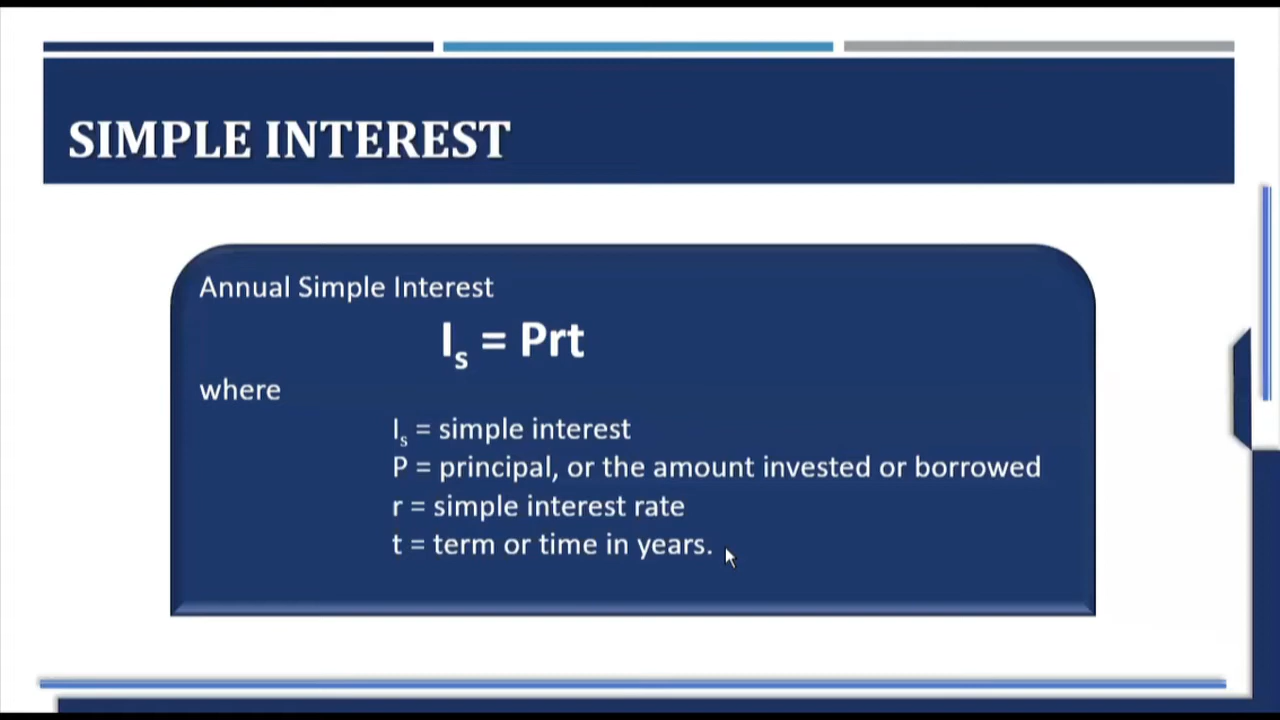 SIMPLE INTEREST
Annual Simple Interest
Is = Prt
where
Is = simple interest
P = principal, or the amount invested or borrowed
r = simple interest rate
t = term or time in years.